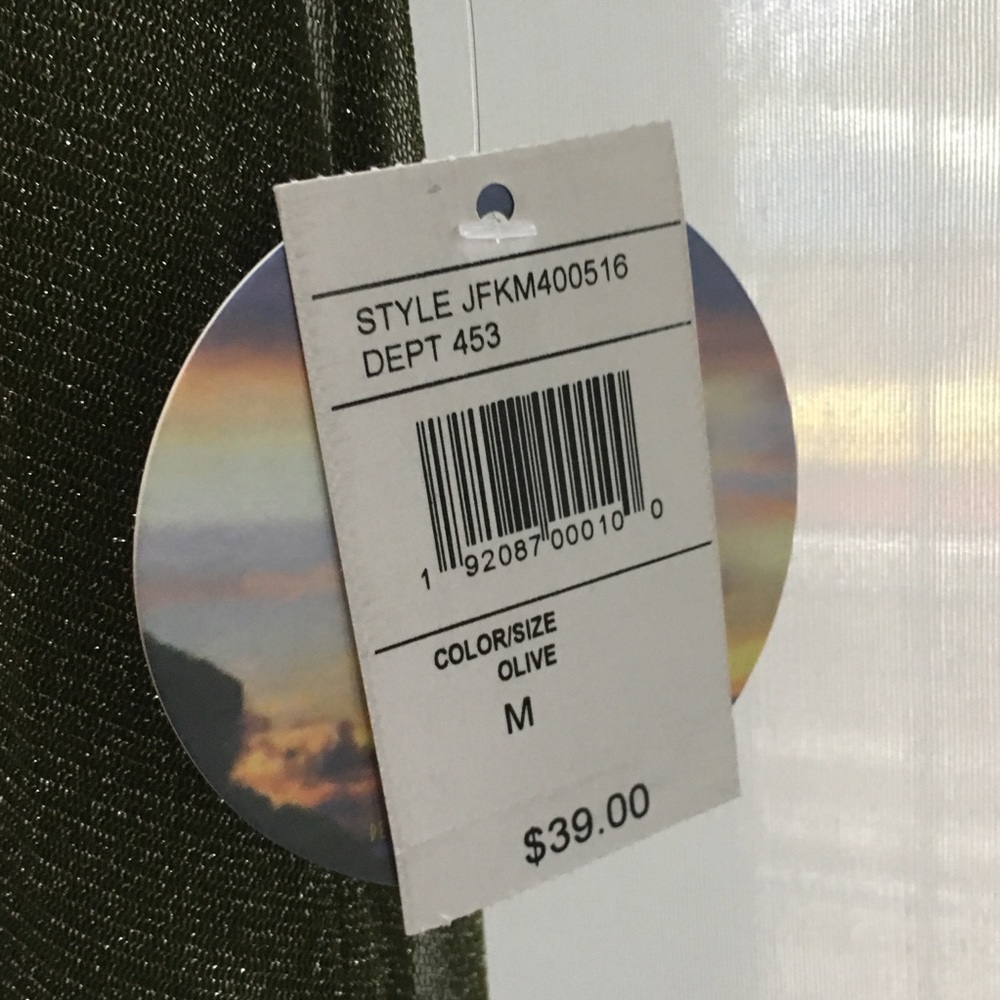 STYLE JFKM400516
DEPT 453
1 92087 00010 0
COLOR/SIZE
OLIVE
M
$39.00